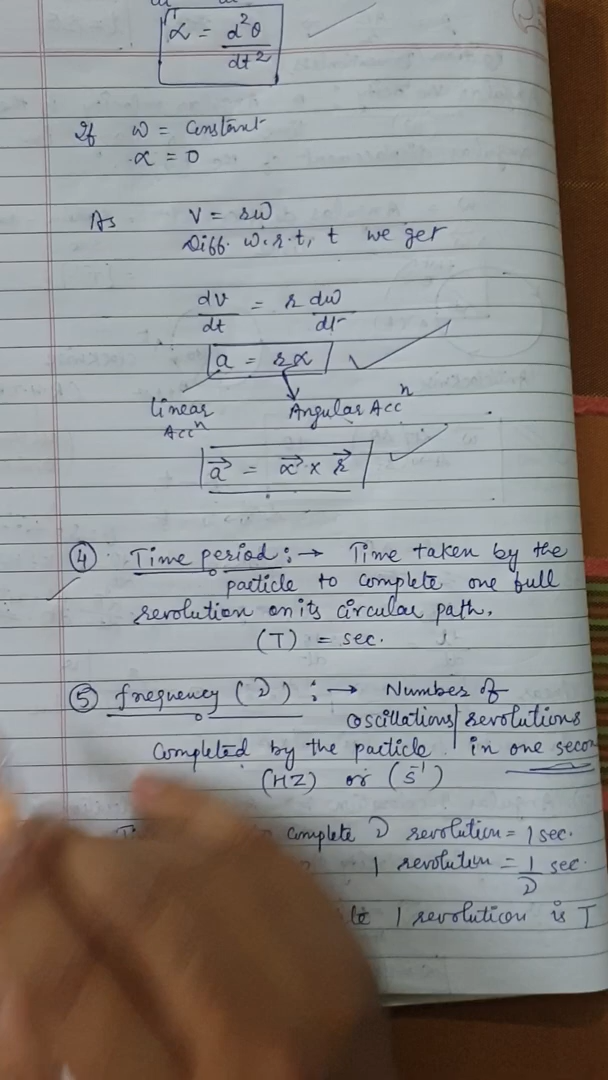 α = d²θ/dt²
If ω = constant
α = 0
As v = rω
Diff. w.r.t, t we get
dv/dt = r dω/dt
a = rα
Linear Accⁿ
Angular Accⁿ
a⃗ = α⃗ × r⃗
④ Time period :→ Time taken by the
particle to complete one full
revolution on its circular path,
(T) = sec.
⑤ frequency (ν) :→ Number of
oscillations/revolutions
Completed by the particle in one
(HZ) or (s⁻¹)
complete ν revolution = 1 sec.
1 revolution = 1/ν sec.
1 revolution is T